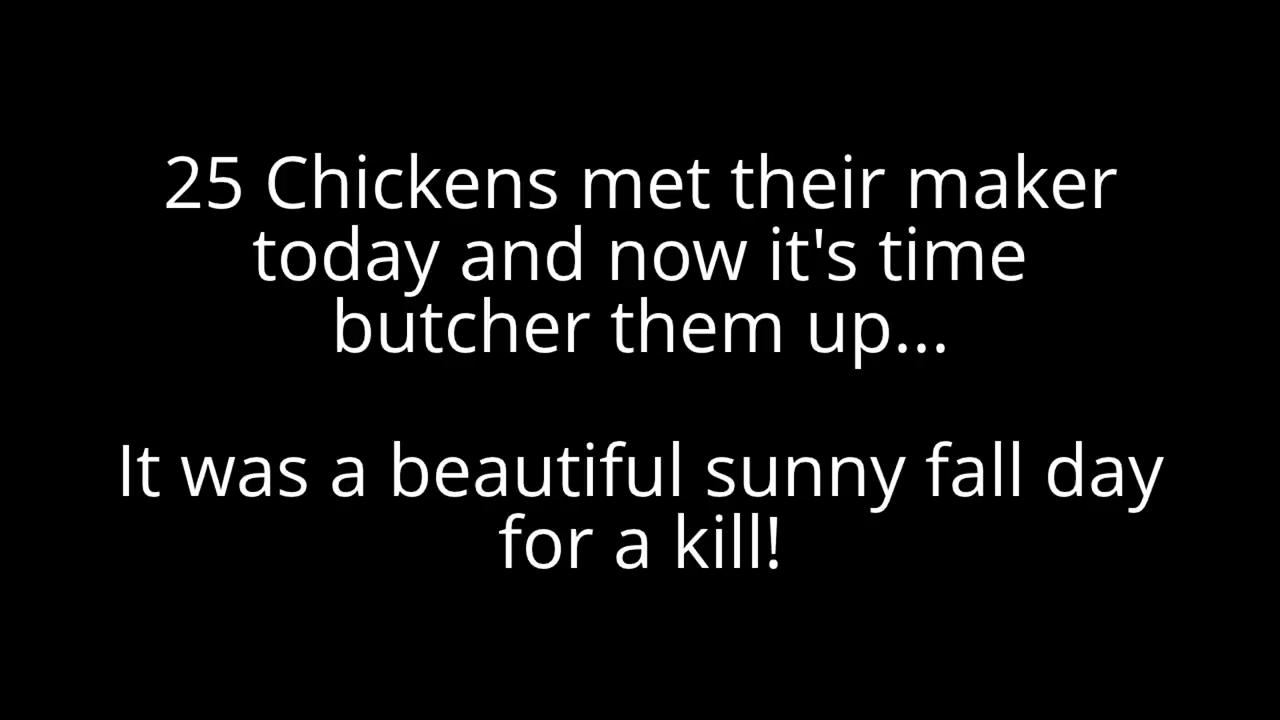 25 Chickens met their maker
today and now it's time
butcher them up...
It was a beautiful sunny fall day
for a kill!